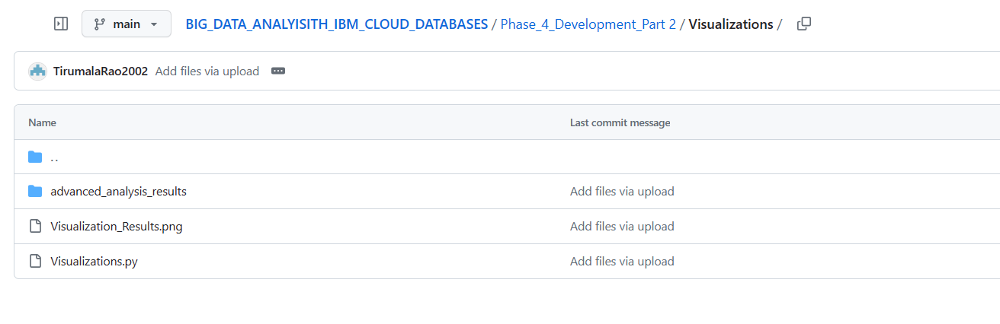 main BIG_DATA_ANALYISITH_IBM_CLOUD_DATABASES / Phase_4_Development_Part 2 / Visualizations /
TirumalaRao2002 Add files via upload
Name Last commit message
..
advanced_analysis_results Add files via upload
Visualization_Results.png Add files via upload
Visualizations.py Add files via upload